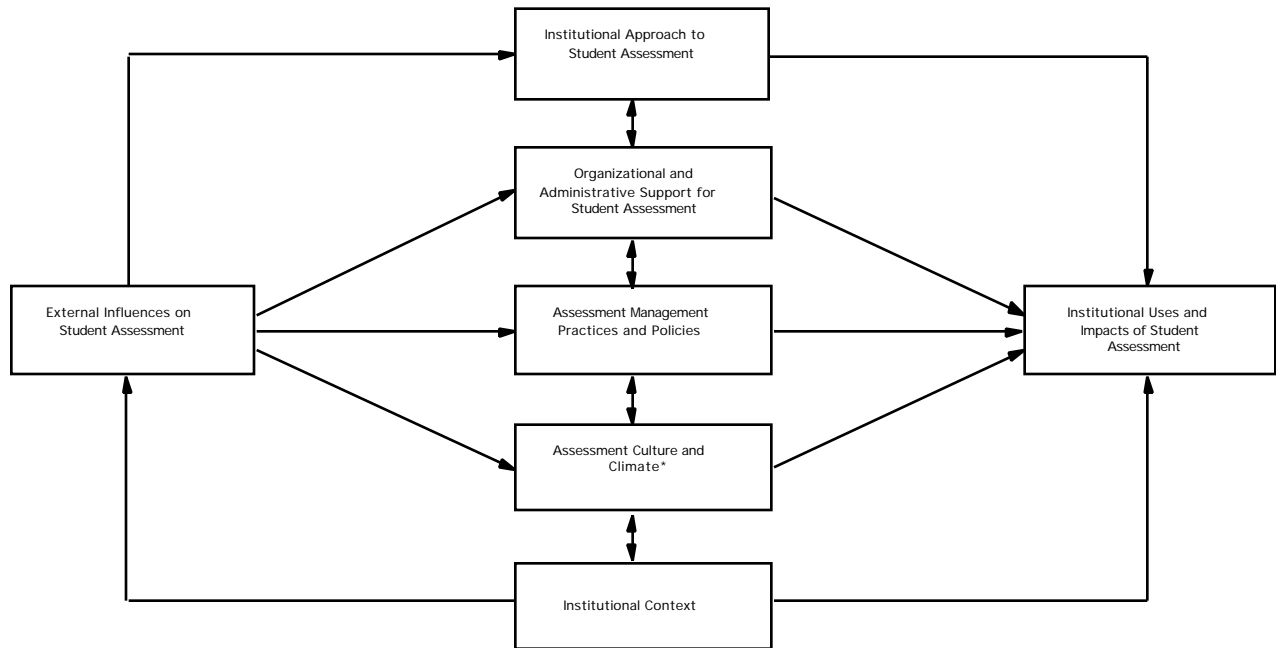 Institutional Approach to
Student Assessment
Organizational and
Administrative Support for
Student Assessment
External Influences on
Student Assessment
Assessment Management
Practices and Policies
Institutional Uses and
Impacts of Student
Assessment
Assessment Culture and
Climate*
Institutional Context